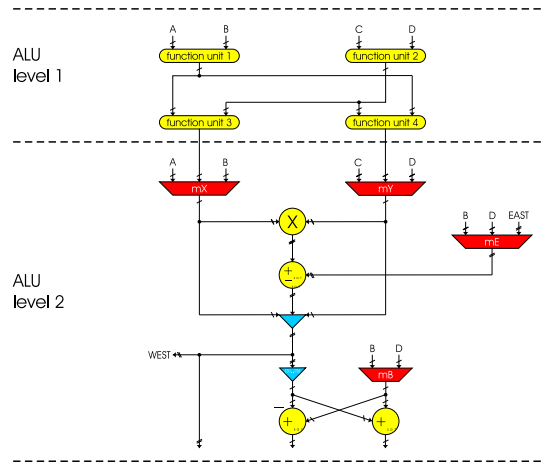 ALU
level 1
A B C D
function unit 1 function unit 2
function unit 3 function unit 4
ALU
level 2
A B C D
mX mY
B D EAST
mE
X
+
−
WEST
B D
mB
−
+ +